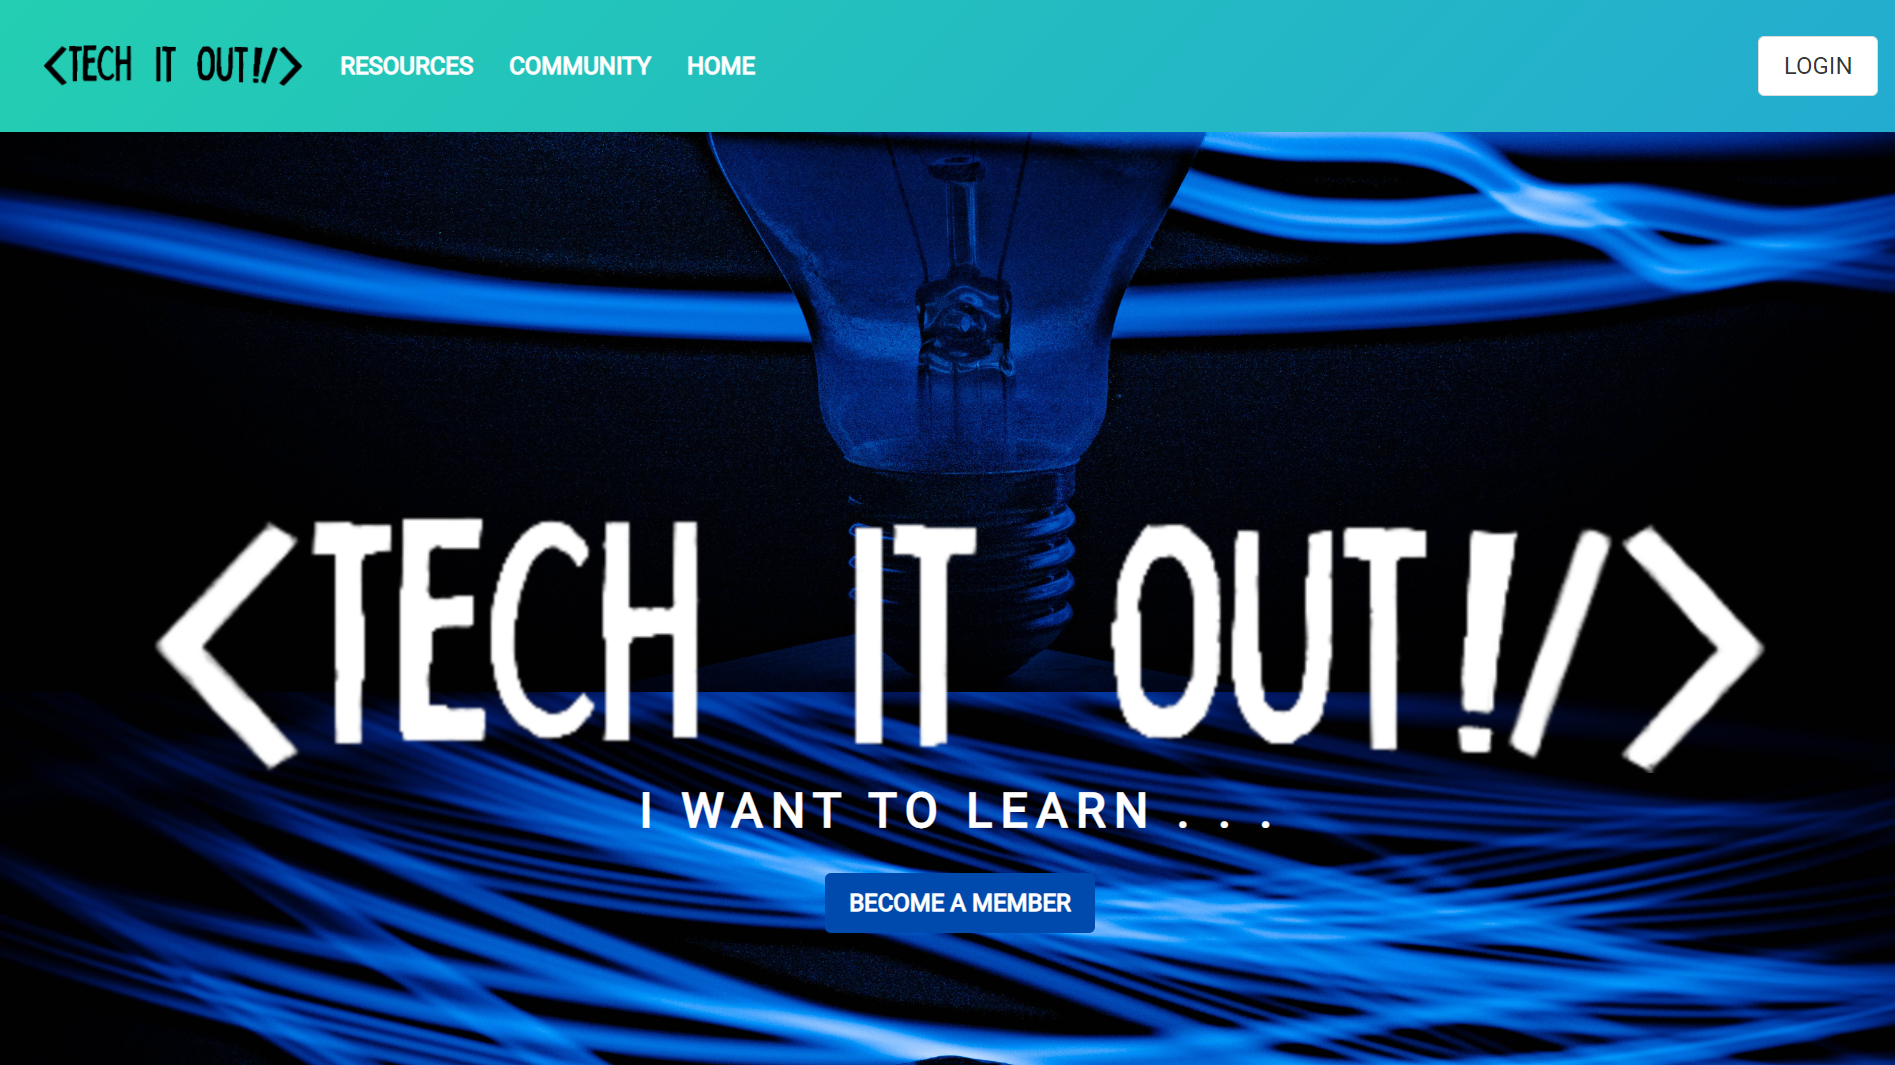 <TECH IT OUT!/>
RESOURCES COMMUNITY HOME
LOGIN
<TECH IT OUT!/>
I WANT TO LEARN . . .
BECOME A MEMBER